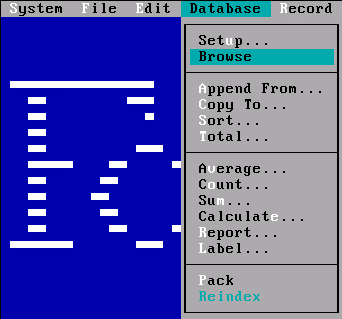 System File Edit Database Record
Setup...
Browse
Append From...
Copy To...
Sort...
Total...
Average...
Count...
Sum...
Calculate...
Report...
Label...
Pack
Reindex